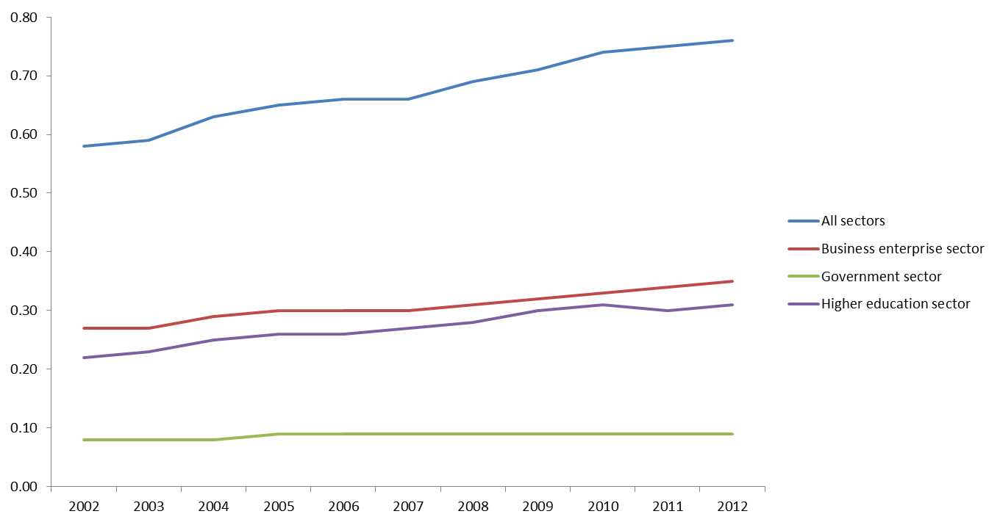 0.80
0.70
0.60
0.50
0.40
0.30
0.20
0.10
0.00
2002 2003 2004 2005 2006 2007 2008 2009 2010 2011 2012
All sectors
Business enterprise sector
Government sector
Higher education sector